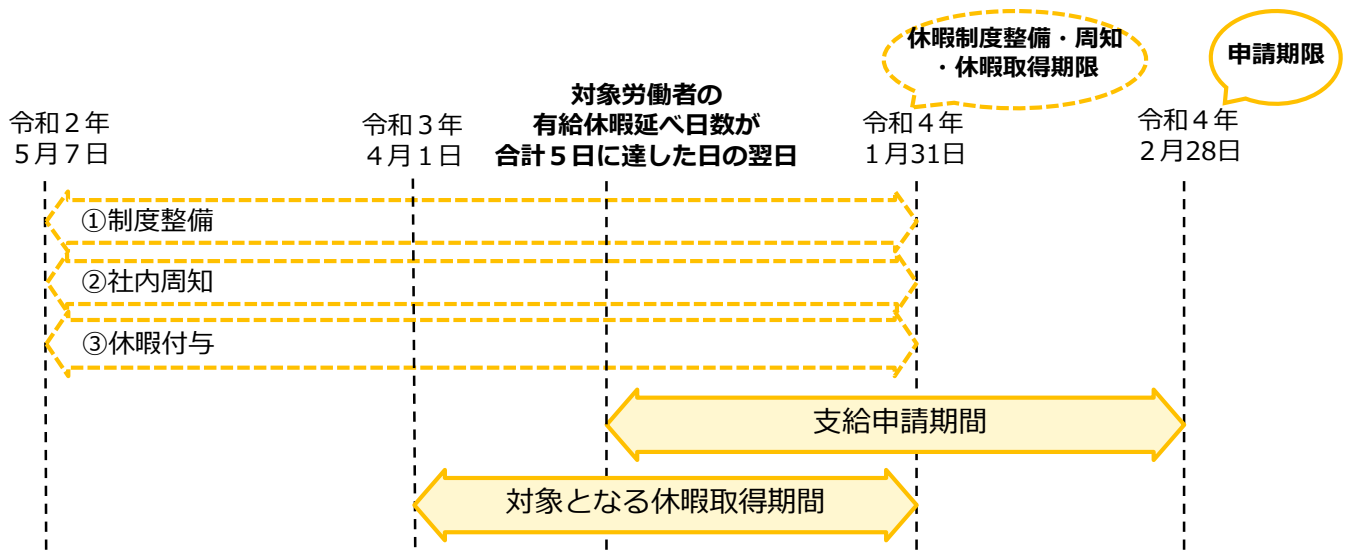 休暇制度整備・周知
・休暇取得期限
申請期限
令和２年
５月７日
令和３年
４月１日
対象労働者の
有給休暇延べ日数が
合計５日に達した日の翌日
令和４年
１月31日
令和４年
２月28日
①制度整備
②社内周知
③休暇付与
支給申請期間
対象となる休暇取得期間